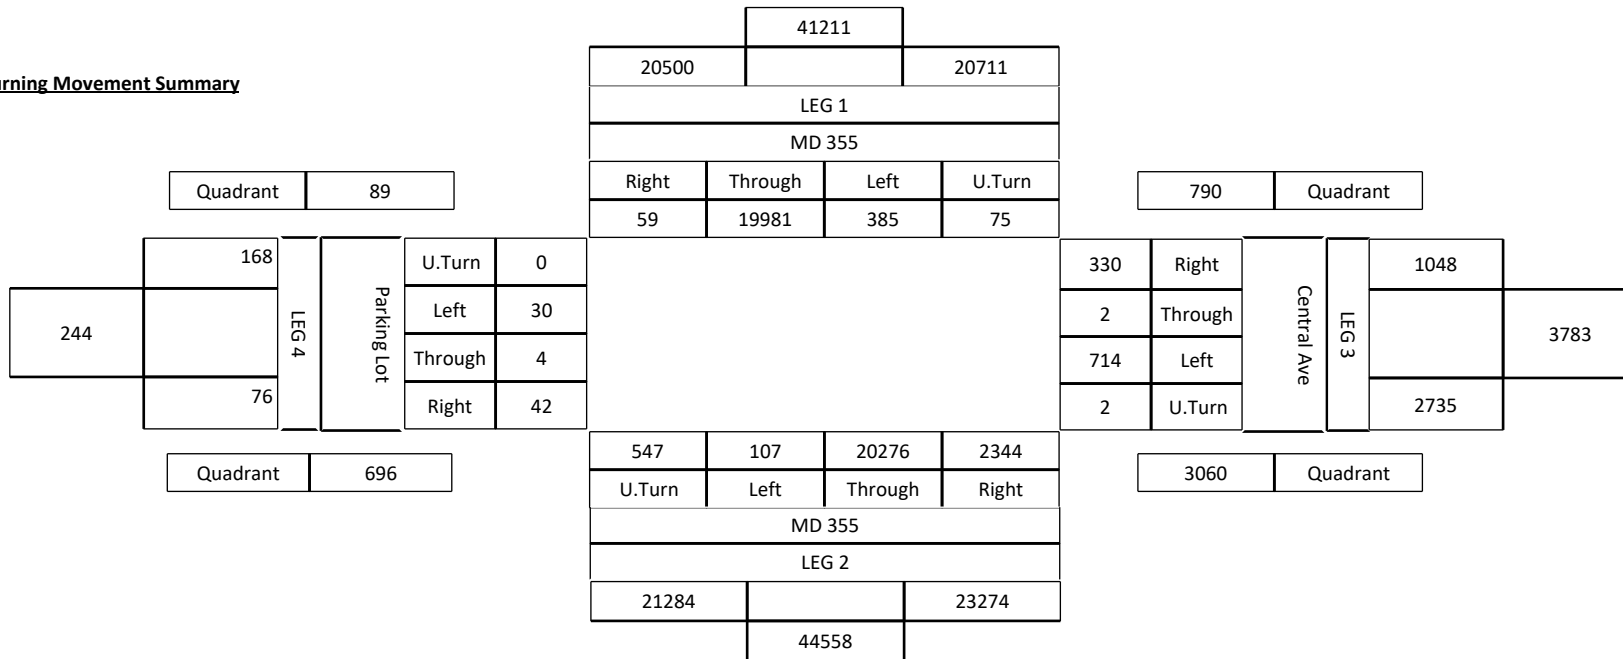 41211
20500 20711
urning Movement Summary
LEG 1
MD 355
Right Through Left U.Turn
59 19981 385 75
Quadrant 89
790 Quadrant
168
244
76
LEG 4
Parking Lot
U.Turn 0
Left 30
Through 4
Right 42
330 Right
2 Through
714 Left
2 U.Turn
Central Ave
LEG 3
1048
3783
2735
Quadrant 696
3060 Quadrant
547 107 20276 2344
U.Turn Left Through Right
MD 355
LEG 2
21284 23274
44558